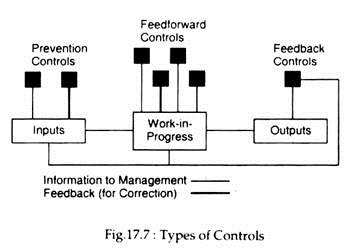 Feedforward
Controls
Prevention
Controls
Feedback
Controls
Inputs
Work-in-
Progress
Outputs
Information to Management
Feedback (for Correction)
Fig.17.7 : Types of Controls